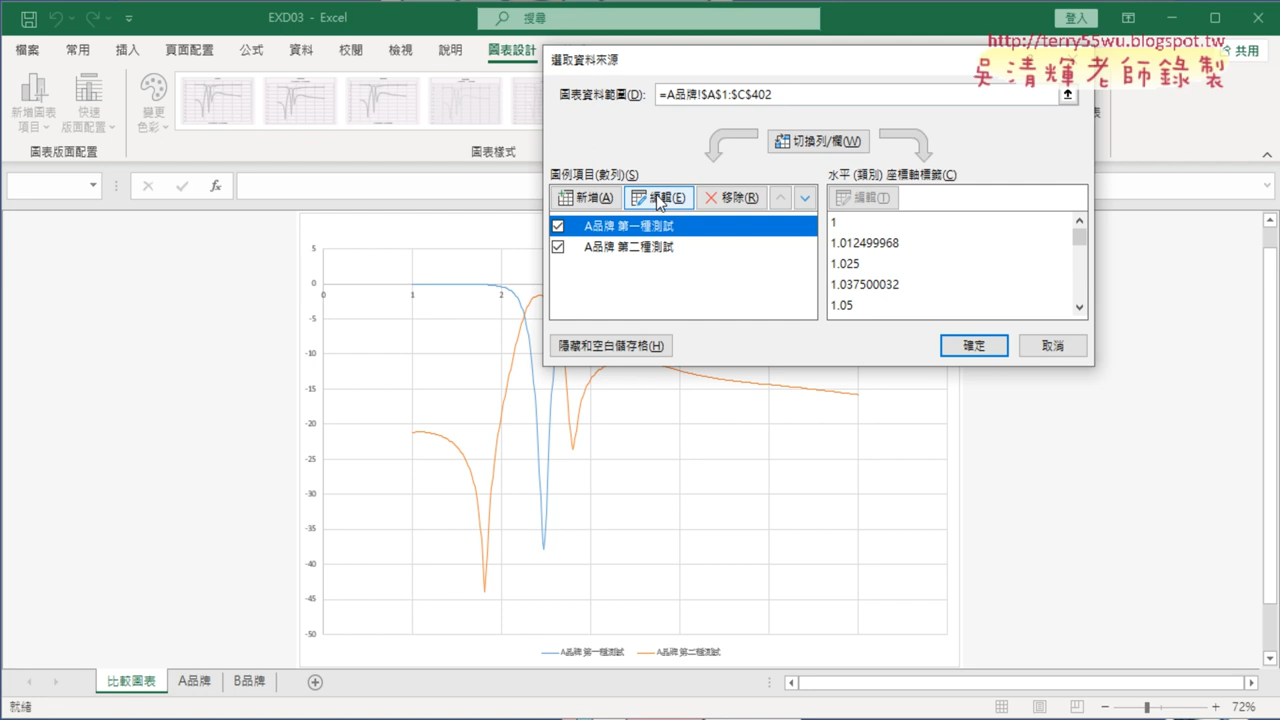 EXD03 - Excel
搜尋
登入
http://terry55wu.blogspot.tw
吳清輝老師錄製
檔案 常用 插入 頁面配置 公式 資料 校閱 檢視 說明 圖表設計
共用
新增圖表項目 快速版面配置 變更色彩
圖表版面配置
圖表樣式
選取資料來源
圖表資料範圍(D): =A品牌!$A$1:$C$402
切換列/欄(W)
圖例項目(數列)(S)
水平 (類別) 座標軸標籤(C)
新增(A) 編輯(E) 移除(R)
編輯(T)
A品牌 第一種測試
A品牌 第二種測試
1
1.012499968
1.025
1.037500032
1.05
隱藏和空白儲存格(H)
確定 取消
5
0
-5
-10
-15
-20
-25
-30
-35
-40
-45
-50
0 1 2
A品牌 第一種測試 A品牌 第二種測試
比較圖表 A品牌 B品牌
就緒
72%